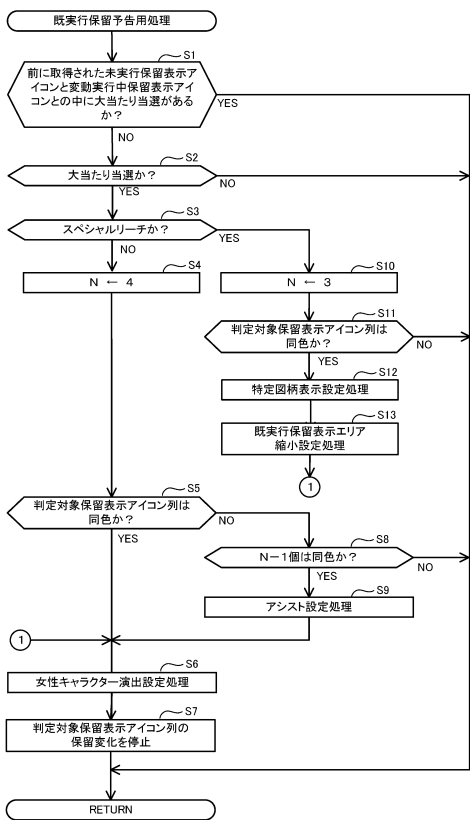 既実行保留予告用処理
S1
前に取得された未実行保留表示ア
イコンと変動実行中保留表示アイ
コンとの中に大当たり当選がある
か？
YES
NO
S2
大当たり当選か？
NO
YES
S3
スペシャルリーチか？
YES
NO
S4
N ← 4
S10
N ← 3
S11
判定対象保留表示アイコン列は
同色か？
NO
YES
S12
特定図柄表示設定処理
S13
既実行保留表示エリア
縮小設定処理
1
S5
判定対象保留表示アイコン列は
同色か？
NO
YES
S8
N－1個は同色か？
NO
YES
S9
アシスト設定処理
1
S6
女性キャラクター演出設定処理
S7
判定対象保留表示アイコン列の
保留変化を停止
RETURN